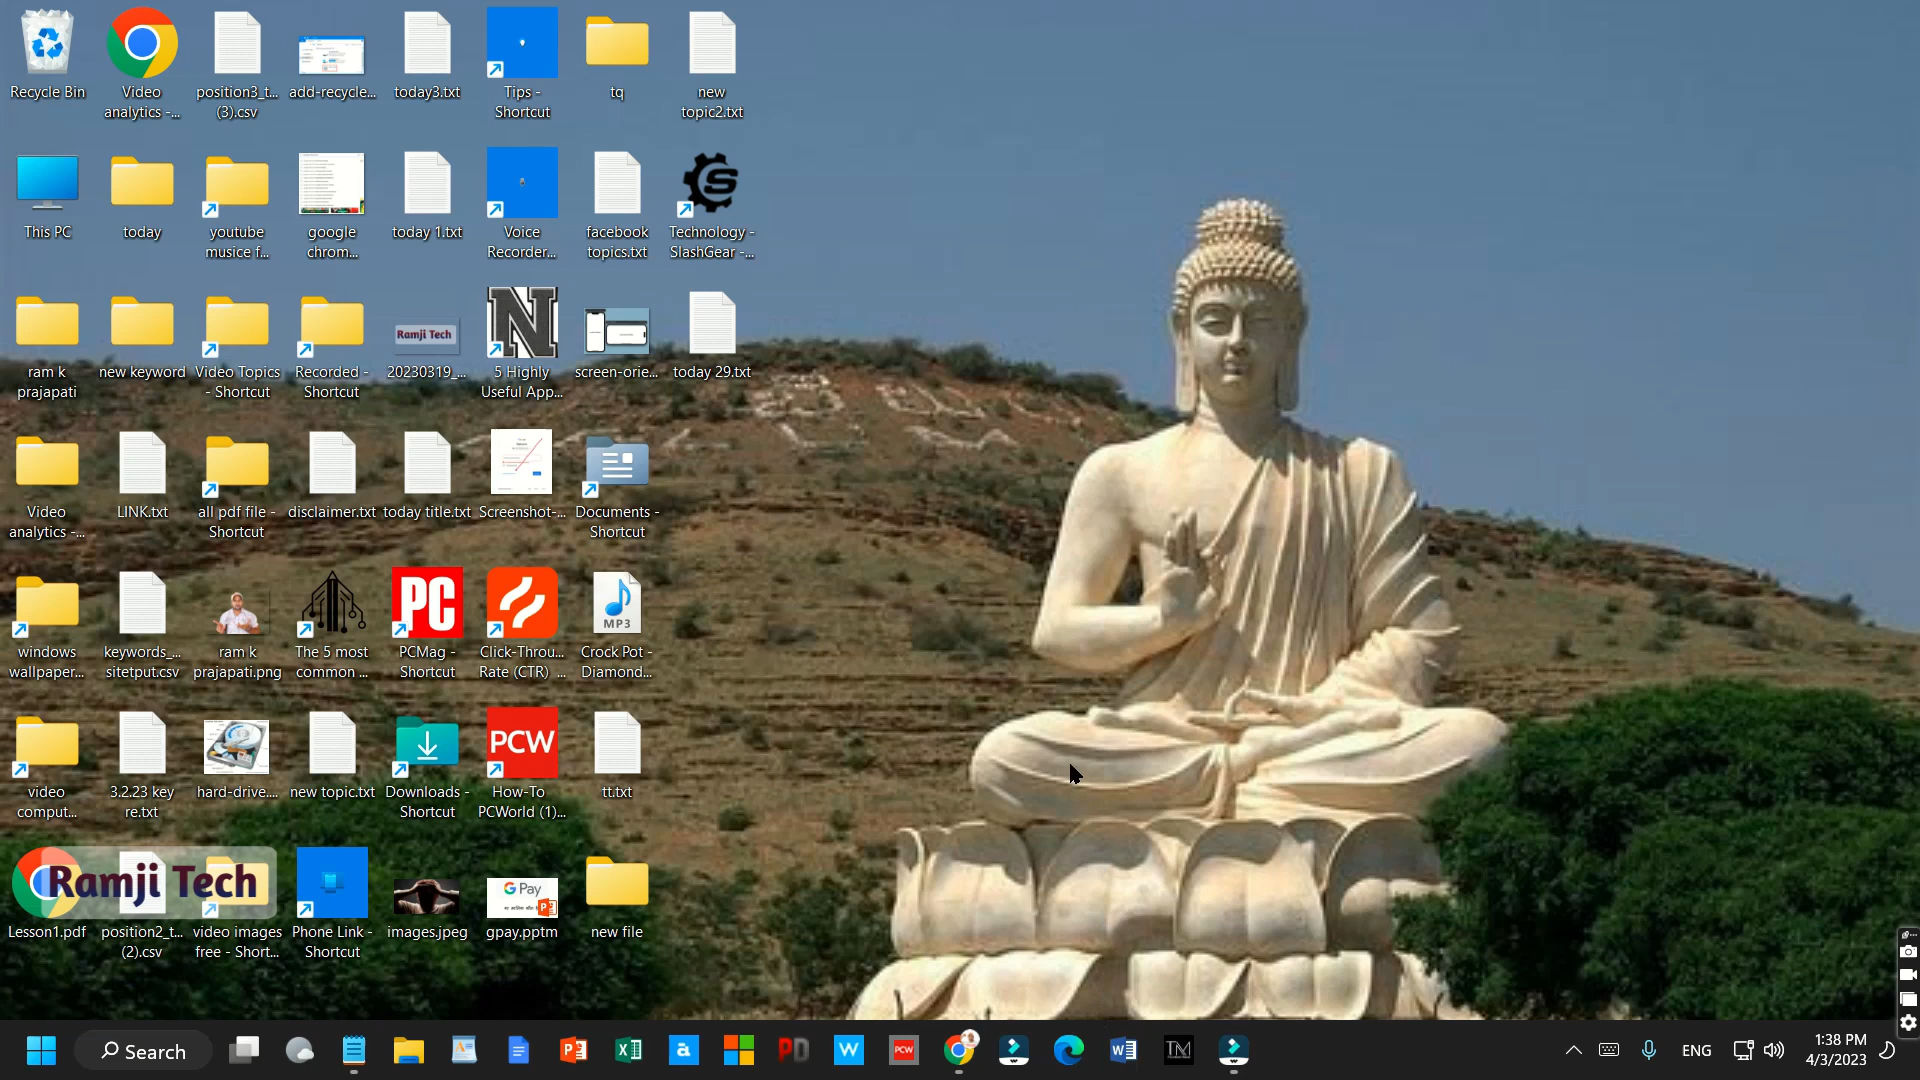 Recycle Bin
Video
analytics -...
position3_t...
(3).csv
add-recycle...
today3.txt
Tips -
Shortcut
tq
new
topic2.txt
This PC
today
youtube
musice f...
google
chrom...
today 1.txt
Voice
Recorder...
facebook
topics.txt
Technology -
SlashGear -...
ram k
prajapati
new keyword
Video Topics
- Shortcut
Recorded -
Shortcut
Ramji Tech
20230319_...
N
5 Highly
Useful App...
screen-orie...
today 29.txt
Video
analytics -...
LINK.txt
all pdf file -
Shortcut
disclaimer.txt
today title.txt
Screenshot-...
Documents -
Shortcut
windows
wallpaper...
keywords_...
sitetput.csv
ram k
prajapati.png
The 5 most
common ...
PC
PCMag -
Shortcut
Click-Throu...
Rate (CTR) ...
MP3
Crock Pot -
Diamond...
video
comput...
3.2.23 key
re.txt
hard-drive....
new topic.txt
Downloads -
Shortcut
PCW
How-To
PCWorld (1)...
tt.txt
Ramji Tech
Lesson1.pdf
position2_t...
(2).csv
video images
free - Short...
Phone Link -
Shortcut
images.jpeg
G Pay
gpay.pptm
new file
Search
PCW
TM
ENG
1:38 PM
4/3/2023